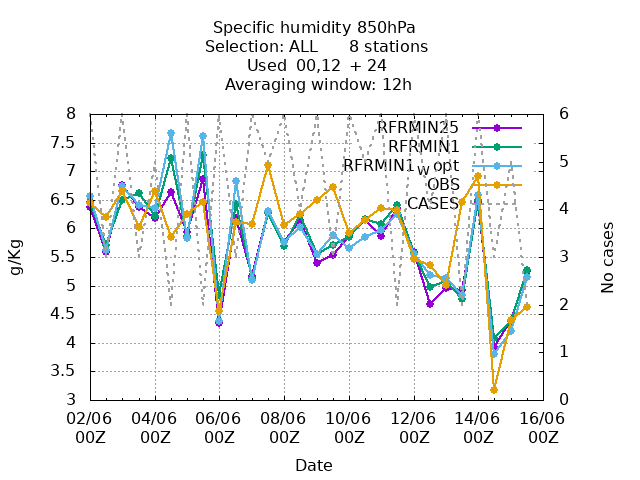 Specific humidity 850hPa
Selection: ALL 8 stations
Used 00,12 + 24
Averaging window: 12h
8
7.5
7
6.5
6
5.5
5
4.5
4
3.5
3
g/Kg
6
5
4
3
2
1
0
No cases
RFRMIN25
RFRMIN1
RFRMIN1_w opt
OBS
CASES
02/06 04/06 06/06 08/06 10/06 12/06 14/06 16/06
00Z 00Z 00Z 00Z 00Z 00Z 00Z 00Z
Date